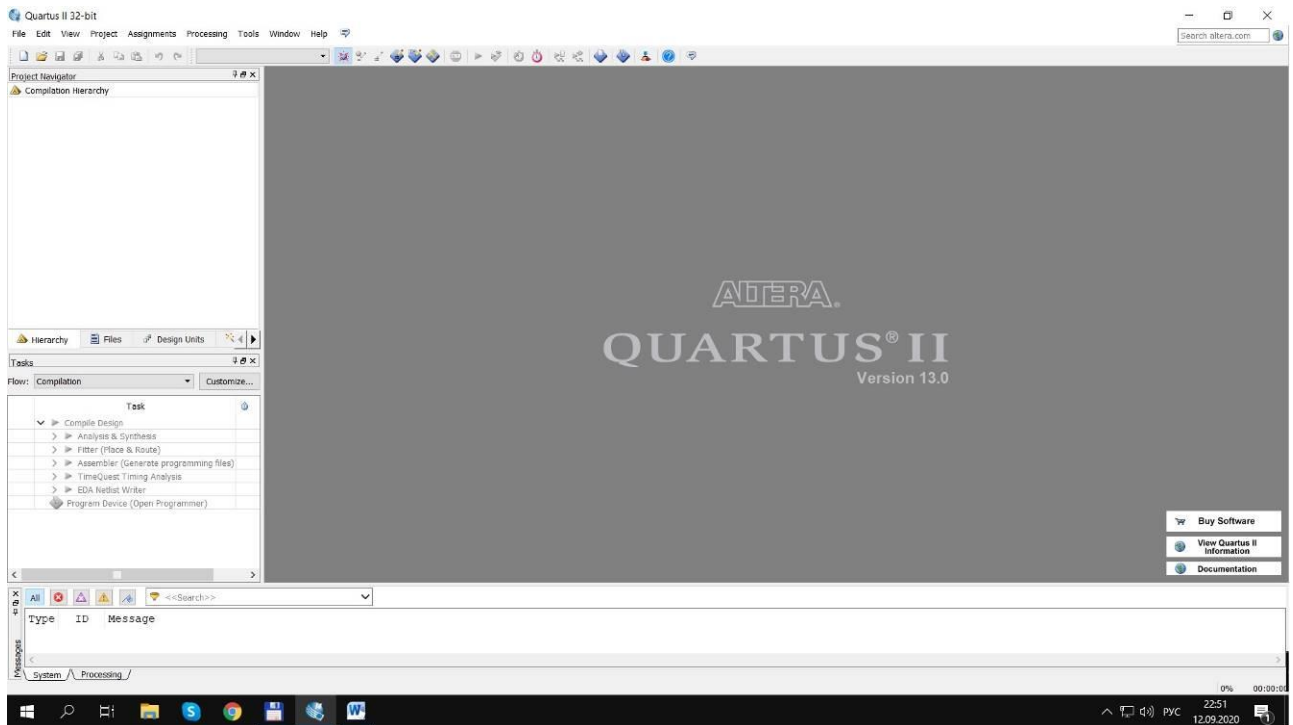 Quartus II 32-bit
File Edit View Project Assignments Processing Tools Window Help
Search altera.com
Project Navigator
Compilation Hierarchy
Hierarchy Files Design Units
Tasks
Flow: Compilation Customize...
Task
Compile Design
Analysis & Synthesis
Fitter (Place & Route)
Assembler (Generate programming files)
TimeQuest Timing Analysis
EDA Netlist Writer
Program Device (Open Programmer)
ALTERA®
QUARTUS® II
Version 13.0
Buy Software
View Quartus II
Information
Documentation
All <<Search>>
Type ID Message
Messages
System Processing
0% 00:00:00
РУС
22:51
12.09.2020